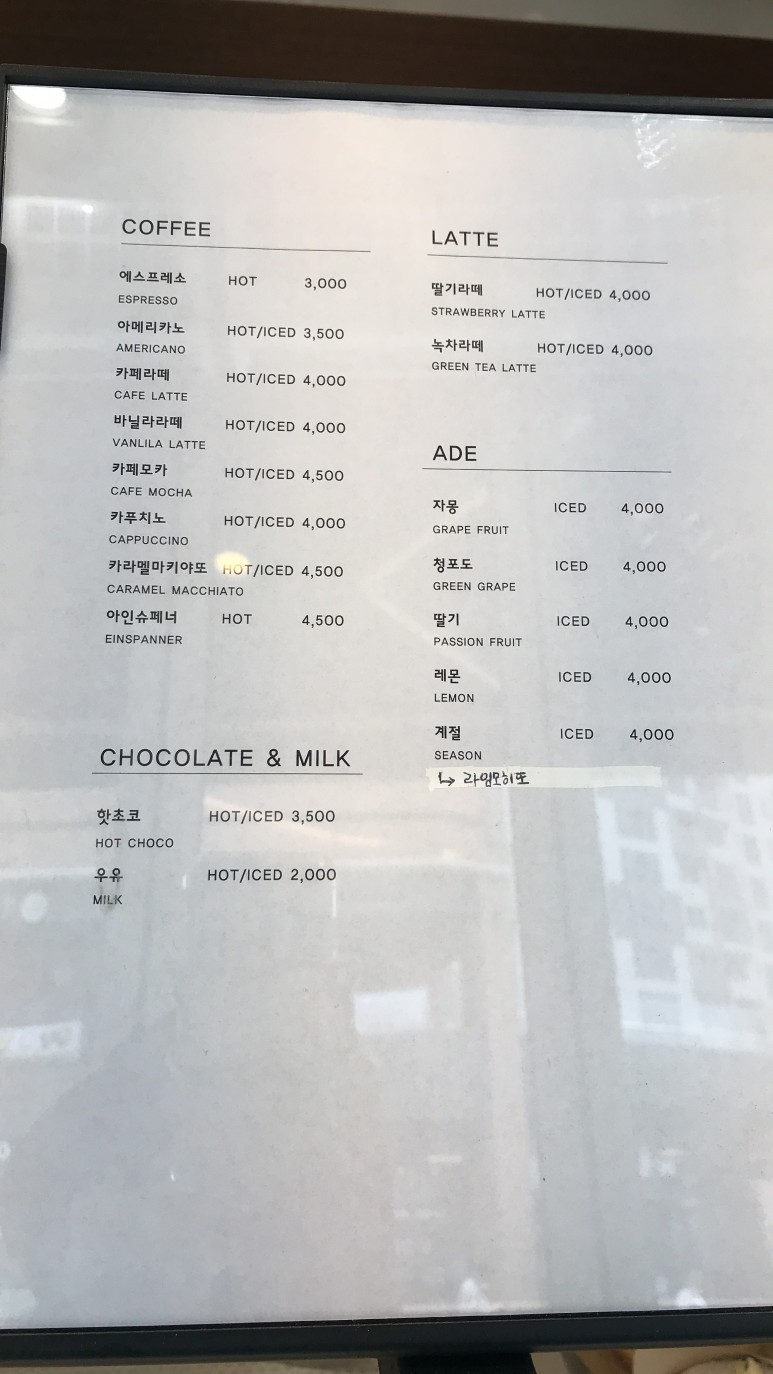 COFFEE
에스프레소 HOT 3,000
ESPRESSO
아메리카노 HOT/ICED 3,500
AMERICANO
카페라떼 HOT/ICED 4,000
CAFE LATTE
바닐라라떼 HOT/ICED 4,000
VANLILA LATTE
카페모카 HOT/ICED 4,500
CAFE MOCHA
카푸치노 HOT/ICED 4,000
CAPPUCCINO
카라멜마키야또 HOT/ICED 4,500
CARAMEL MACCHIATO
아인슈페너 HOT 4,500
EINSPANNER
CHOCOLATE & MILK
핫초코 HOT/ICED 3,500
HOT CHOCO
우유 HOT/ICED 2,000
MILK
LATTE
딸기라떼 HOT/ICED 4,000
STRAWBERRY LATTE
녹차라떼 HOT/ICED 4,000
GREEN TEA LATTE
ADE
자몽 ICED 4,000
GRAPE FRUIT
청포도 ICED 4,000
GREEN GRAPE
딸기 ICED 4,000
PASSION FRUIT
레몬 ICED 4,000
LEMON
계절 ICED 4,000
SEASON
↳ 라임모히또